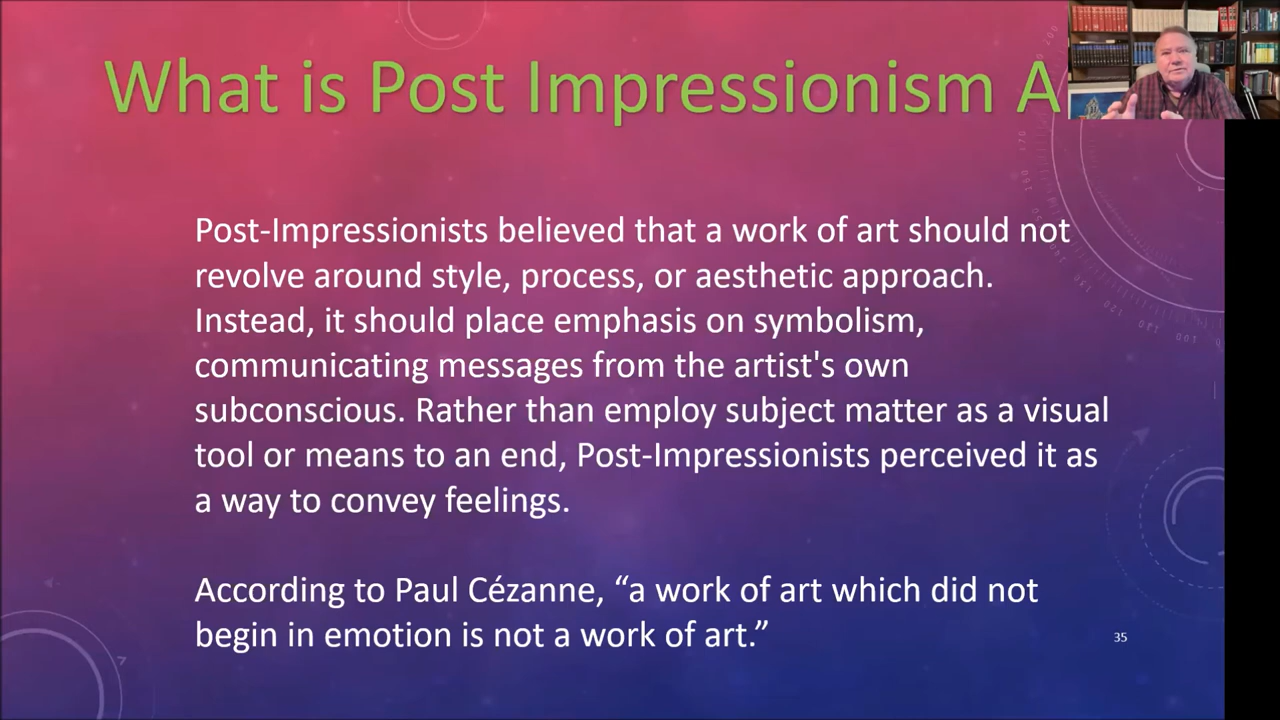 What is Post Impressionism A
Post-Impressionists believed that a work of art should not
revolve around style, process, or aesthetic approach.
Instead, it should place emphasis on symbolism,
communicating messages from the artist's own
subconscious. Rather than employ subject matter as a visual
tool or means to an end, Post-Impressionists perceived it as
a way to convey feelings.
According to Paul Cézanne, “a work of art which did not
begin in emotion is not a work of art.”
35